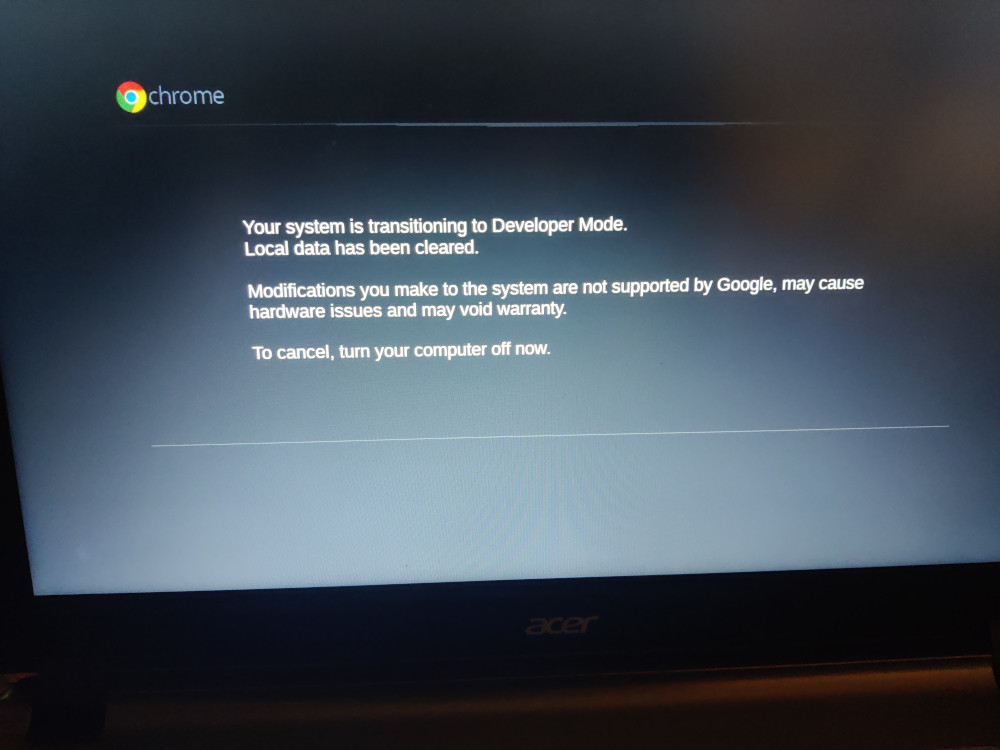 chrome
Your system is transitioning to Developer Mode.
Local data has been cleared.
Modifications you make to the system are not supported by Google, may cause
hardware issues and may void warranty.
To cancel, turn your computer off now.
acer